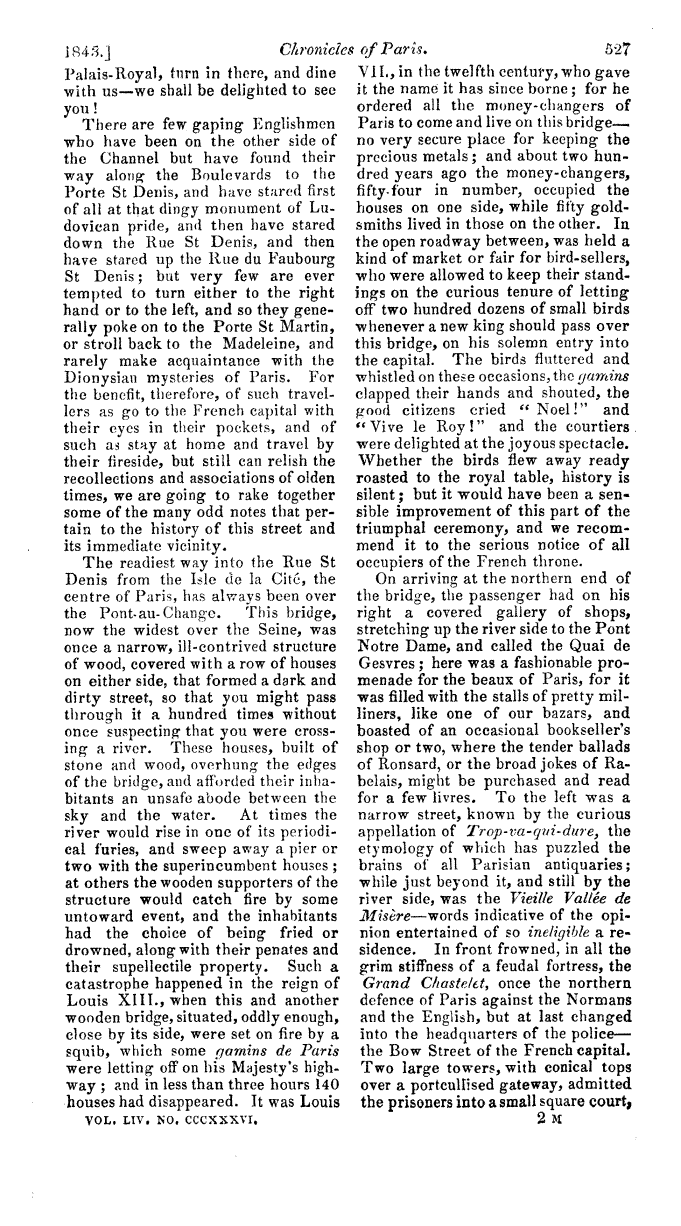 1843.] Chronicles of Paris. 527
Palais-Royal, turn in there, and dine
with us—we shall be delighted to see
you!
There are few gaping Englishmen
who have been on the other side of
the Channel but have found their
way along the Boulevards to the
Porte St Denis, and have stared first
of all at that dingy monument of Lu-
dovican pride, and then have stared
down the Rue St Denis, and then
have stared up the Rue du Faubourg
St Denis; but very few are ever
tempted to turn either to the right
hand or to the left, and so they gene-
rally poke on to the Porte St Martin,
or stroll back to the Madeleine, and
rarely make acquaintance with the
Dionysian mysteries of Paris. For
the benefit, therefore, of such travel-
lers as go to the French capital with
their eyes in their pockets, and of
such as stay at home and travel by
their fireside, but still can relish the
recollections and associations of olden
times, we are going to rake together
some of the many odd notes that per-
tain to the history of this street and
its immediate vicinity.
The readiest way into the Rue St
Denis from the Isle de la Cité, the
centre of Paris, has always been over
the Pont-au-Change. This bridge,
now the widest over the Seine, was
once a narrow, ill-contrived structure
of wood, covered with a row of houses
on either side, that formed a dark and
dirty street, so that you might pass
through it a hundred times without
once suspecting that you were cross-
ing a river. These houses, built of
stone and wood, overhung the edges
of the bridge, and afforded their inha-
bitants an unsafe abode between the
sky and the water. At times the
river would rise in one of its periodi-
cal furies, and sweep away a pier or
two with the superincumbent houses;
at others the wooden supporters of the
structure would catch fire by some
untoward event, and the inhabitants
had the choice of being fried or
drowned, along with their penates and
their supellectile property. Such a
catastrophe happened in the reign of
Louis XIII., when this and another
wooden bridge, situated, oddly enough,
close by its side, were set on fire by a
squib, which some gamins de Paris
were letting off on his Majesty's high-
way; and in less than three hours 140
houses had disappeared. It was Louis
VII., in the twelfth century, who gave
it the name it has since borne; for he
ordered all the money-changers of
Paris to come and live on this bridge—
no very secure place for keeping the
precious metals; and about two hun-
dred years ago the money-changers,
fifty-four in number, occupied the
houses on one side, while fifty gold-
smiths lived in those on the other. In
the open roadway between, was held a
kind of market or fair for bird-sellers,
who were allowed to keep their stand-
ings on the curious tenure of letting
off two hundred dozens of small birds
whenever a new king should pass over
this bridge, on his solemn entry into
the capital. The birds fluttered and
whistled on these occasions, the gamins
clapped their hands and shouted, the
good citizens cried "Noel!" and
"Vive le Roy!" and the courtiers
were delighted at the joyous spectacle.
Whether the birds flew away ready
roasted to the royal table, history is
silent; but it would have been a sen-
sible improvement of this part of the
triumphal ceremony, and we recom-
mend it to the serious notice of all
occupiers of the French throne.
On arriving at the northern end of
the bridge, the passenger had on his
right a covered gallery of shops,
stretching up the river side to the Pont
Notre Dame, and called the Quai de
Gesvres; here was a fashionable pro-
menade for the beaux of Paris, for it
was filled with the stalls of pretty mil-
liners, like one of our bazars, and
boasted of an occasional bookseller's
shop or two, where the tender ballads
of Ronsard, or the broad jokes of Ra-
belais, might be purchased and read
for a few livres. To the left was a
narrow street, known by the curious
appellation of Trop-va-qui-dure, the
etymology of which has puzzled the
brains of all Parisian antiquaries;
while just beyond it, and still by the
river side, was the Vieille Vallée de
Misère—words indicative of the opi-
nion entertained of so ineligible a re-
sidence. In front frowned, in all the
grim stiffness of a feudal fortress, the
Grand Chastelet, once the northern
defence of Paris against the Normans
and the English, but at last changed
into the headquarters of the police—
the Bow Street of the French capital.
Two large towers, with conical tops
over a portcullised gateway, admitted
the prisoners into a small square court,
VOL. LIV. NO. CCCXXXVI. 2 M